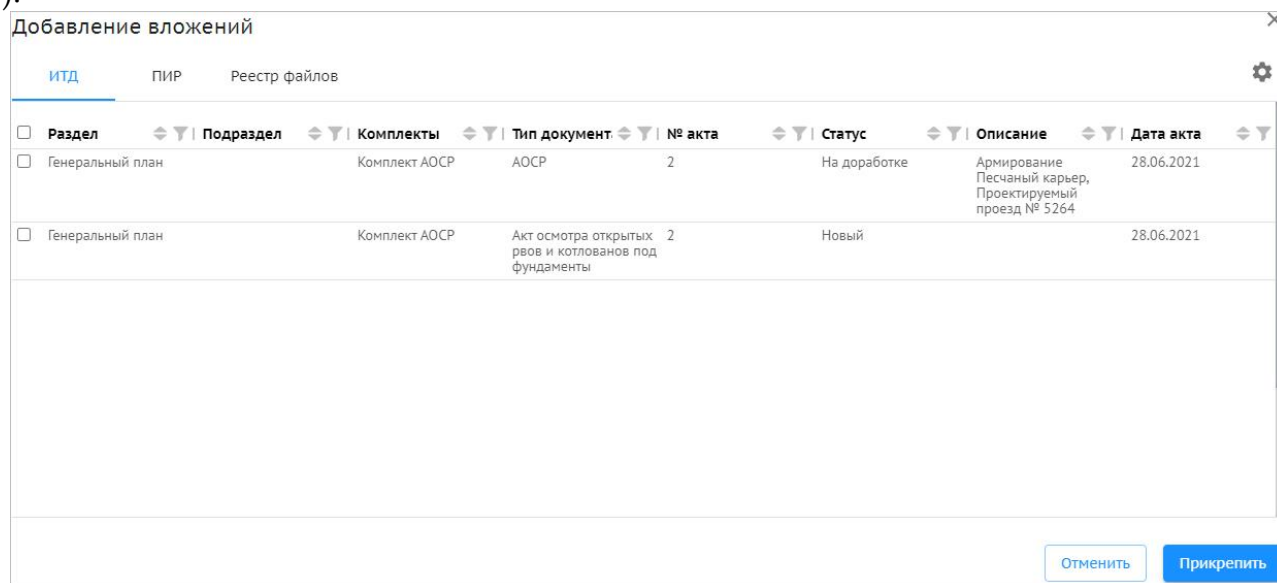 ).
Добавление вложений
ИТД ПИР Реестр файлов
Раздел Подраздел Комплекты Тип документ № акта Статус Описание Дата акта
Генеральный план Комплект АОСР АОСР 2 На доработке Армирование 28.06.2021
Песчаный карьер,
Проектируемый
проезд № 5264
Генеральный план Комплект АОСР Акт осмотра открытых 2 Новый 28.06.2021
рвов и котлованов под
фундаменты
Отменить Прикрепить